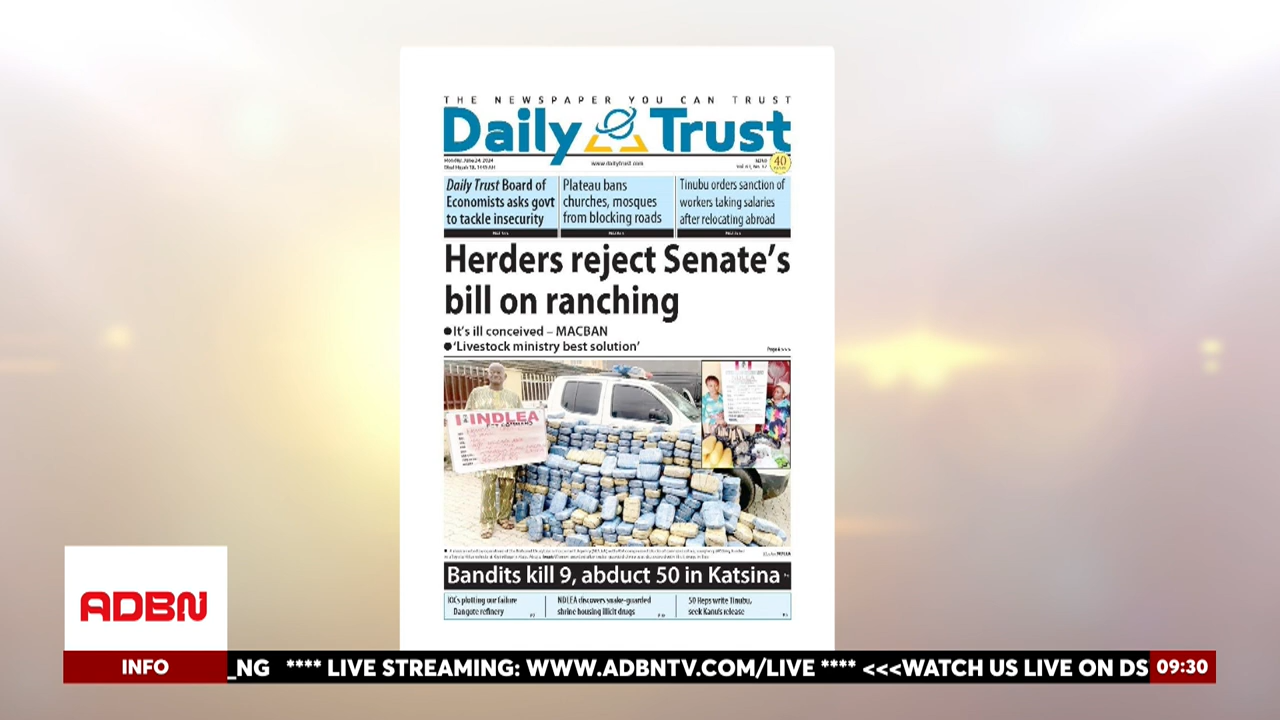 THE NEWSPAPER YOU CAN TRUST
Daily Trust
Monday, June 24, 2024
www.dailytrust.com
40
Daily Trust Board of
Economists asks govt
to tackle insecurity
Plateau bans
churches, mosques
from blocking roads
Tinubu orders sanction of
workers taking salaries
after relocating abroad
Herders reject Senate's
bill on ranching
●It's ill conceived – MACBAN
●'Livestock ministry best solution'
NDLEA
Bandits kill 9, abduct 50 in Katsina
IOCs plotting our failure
Dangote refinery
NDLEA discovers snake-guarded
shrine housing illicit drugs
50 Reps write Tinubu,
seek Kanu's release
ADBN
INFO
_NG **** LIVE STREAMING: WWW.ADBNTV.COM/LIVE **** <<<WATCH US LIVE ON DS
09:30